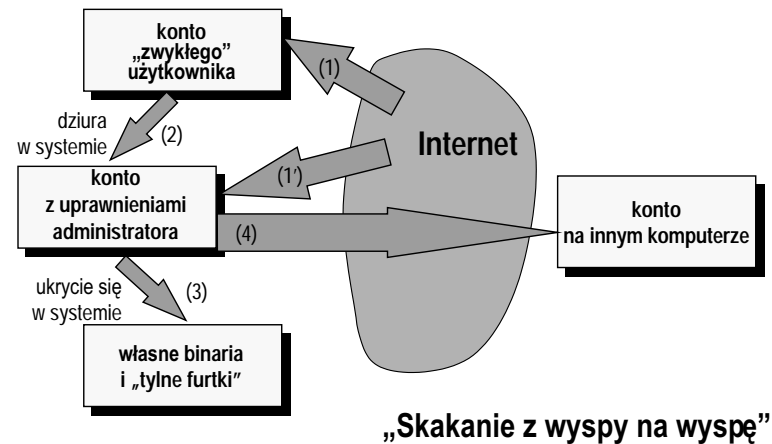 konto
„zwykłego”
użytkownika
(1)
dziura
w systemie
(2)
Internet
(1')
konto
z uprawnieniami
administratora
(4)
konto
na innym komputerze
ukrycie się
w systemie
(3)
własne binaria
i „tylne furtki”
„Skakanie z wyspy na wyspę”